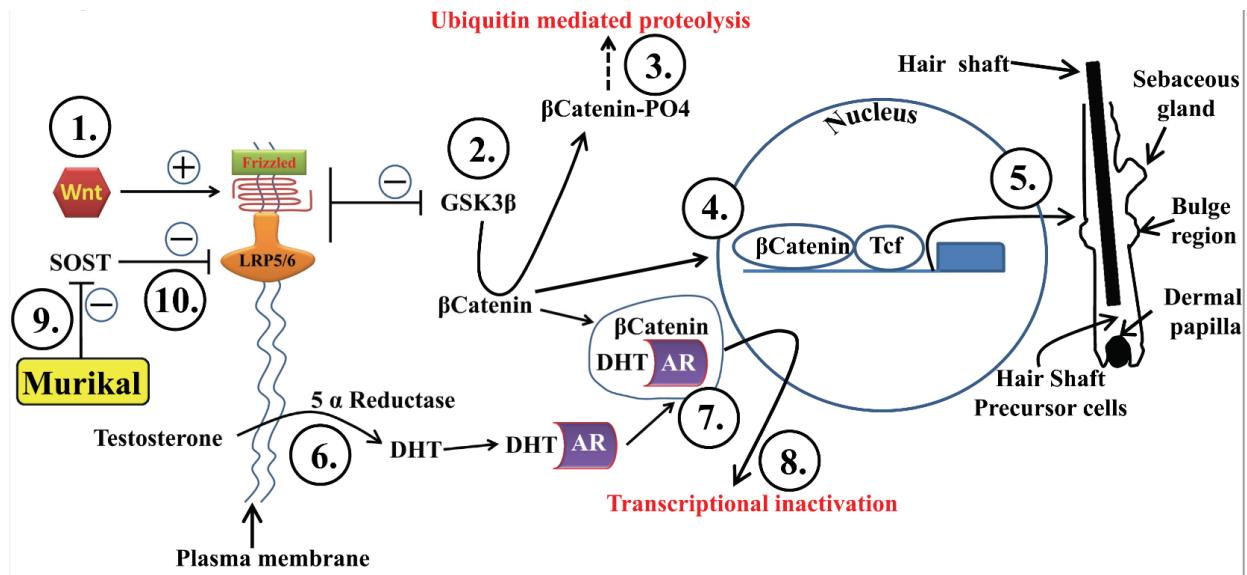 Ubiquitin mediated proteolysis
3.
βCatenin-PO4
1.
Wnt
+
Frizzled
−
2.
GSK3β
SOST
−
LRP5/6
10.
9.
−
Murikal
βCatenin
Nucleus
4.
5.
βCatenin
Tcf
Hair shaft
Sebaceous
gland
Bulge
region
Dermal
papilla
Hair Shaft
Precursor cells
βCatenin
DHT AR
7.
5 α Reductase
Testosterone
6.
DHT
DHT AR
8.
Transcriptional inactivation
Plasma membrane